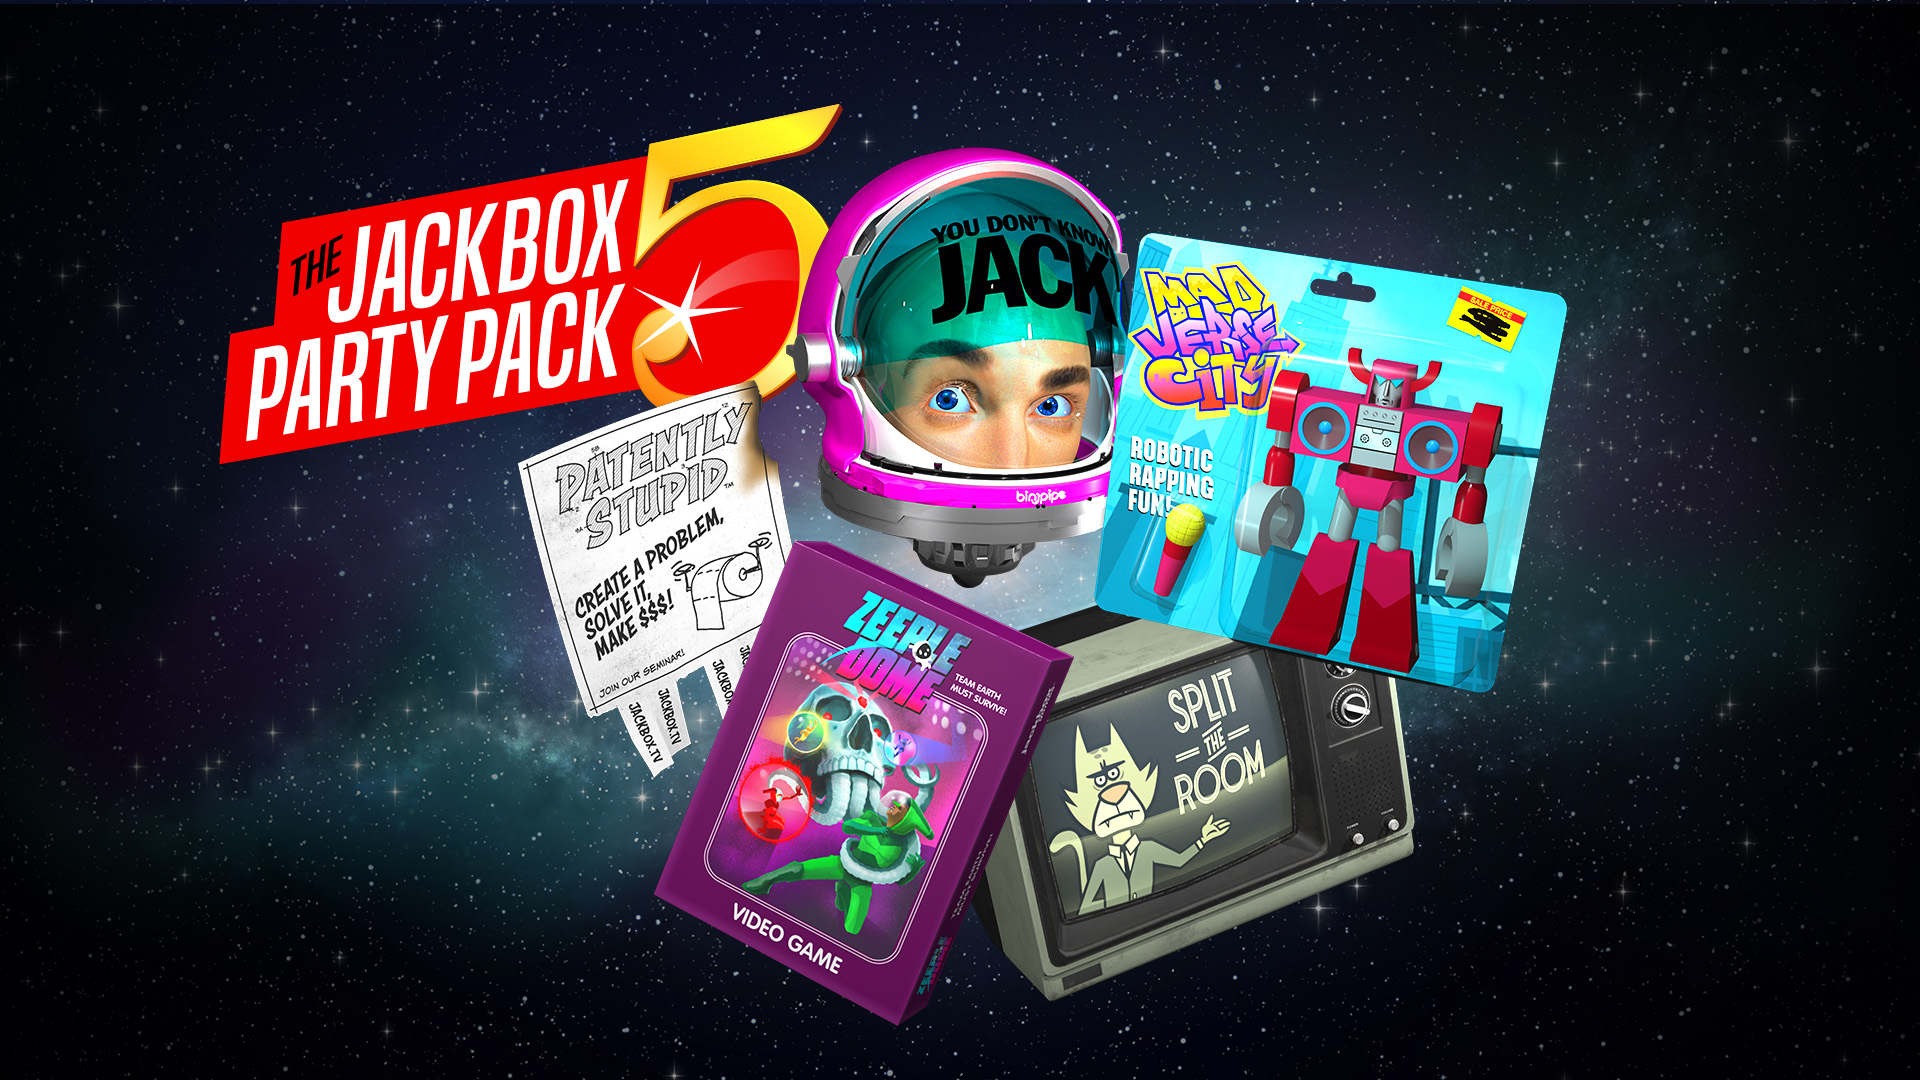 THE JACKBOX
PARTY PACK
5
YOU DON'T KNOW
JACK
binjpipe
MAD
VERSE
CITY
SALE PRICE
ROBOTIC
RAPPING
FUN!
PATENTLY
STUPID™
CREATE A PROBLEM,
SOLVE IT,
MAKE $$$!
JOIN OUR SEMINAR!
JACKBOX.TV
JACKBOX.TV
ZEEPLE
DOME
TEAM EARTH
MUST SURVIVE!
VIDEO GAME
SPLIT
THE
ROOM